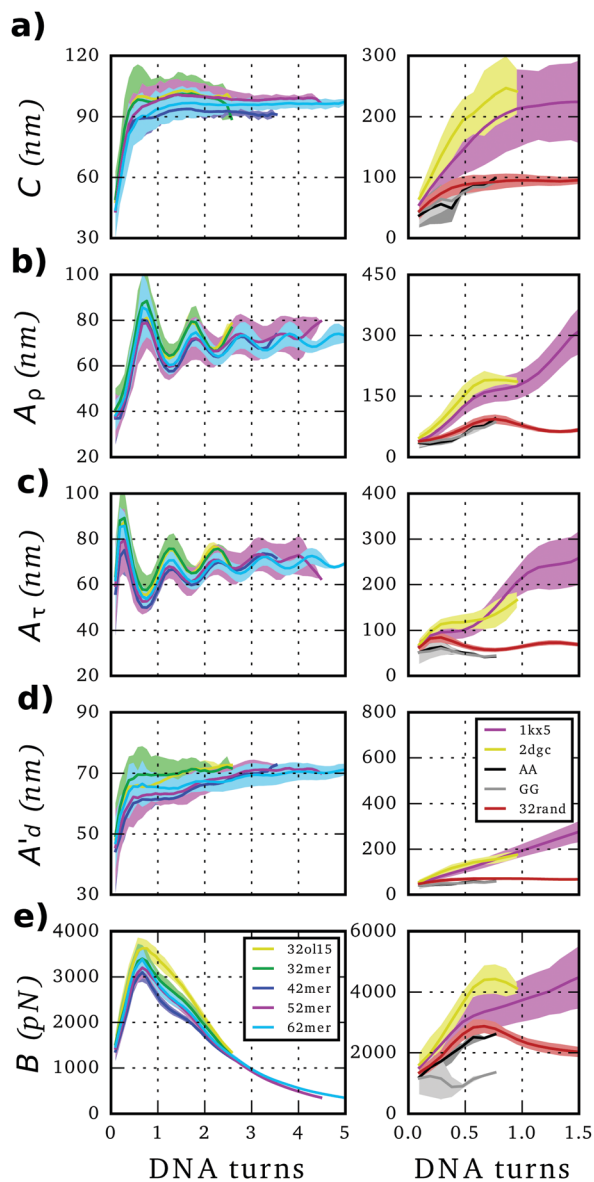 a)
C (nm)
120
90
60
30
300
200
100
0
b)
Aρ (nm)
100
80
60
40
20
450
300
150
0
c)
Aτ (nm)
100
80
60
40
20
400
300
200
100
0
d)
A'd (nm)
90
70
50
30
800
600
400
200
0
1kx5
2dgc
AA
GG
32rand
e)
B (pN)
4000
3000
2000
1000
0
32ol15
32mer
42mer
52mer
62mer
6000
4000
2000
0
0 1 2 3 4 5
0.0 0.5 1.0 1.5
DNA turns
DNA turns